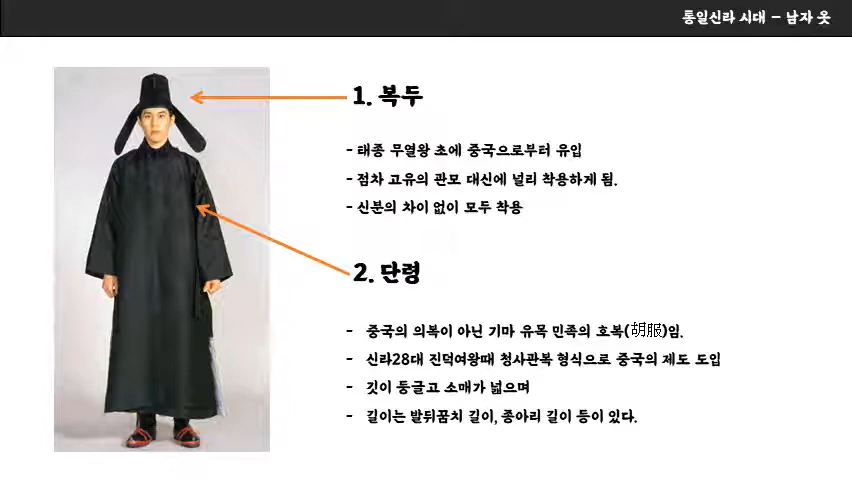 통일신라 시대 - 남자 옷
1. 복두
- 태종 무열왕 초에 중국으로부터 유입
- 점차 고유의 관모 대신에 널리 착용하게 됨.
- 신분의 차이 없이 모두 착용
2. 단령
- 중국의 의복이 아닌 기마 유목 민족의 호복(胡服)임.
- 신라28대 진덕여왕때 청사관복 형식으로 중국의 제도 도입
- 깃이 둥글고 소매가 넓으며
- 길이는 발뒤꿈치 길이, 종아리 길이 등이 있다.